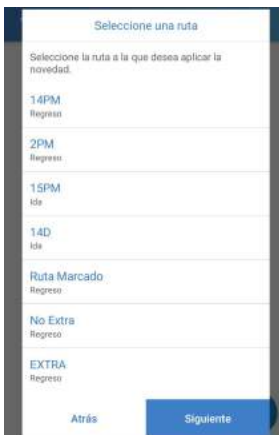 Seleccione una ruta
Seleccione la ruta a la que desea aplicar la
novedad.
14PM
Regreso
2PM
Regreso
15PM
Ida
14D
Ida
Ruta Marcado
Regreso
No Extra
Regreso
EXTRA
Regreso
Atrás
Siguiente